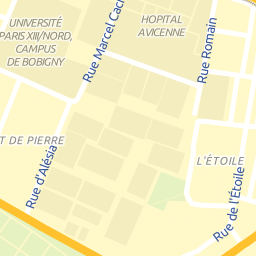 UNIVERSITÉ
PARIS XIII/NORD,
CAMPUS
DE BOBIGNY
HOPITAL
AVICENNE
Rue Marcel Cach
Rue Romain
T DE PIERRE
L'ÉTOILE
Rue d'Alésia
Rue de l'Étoile